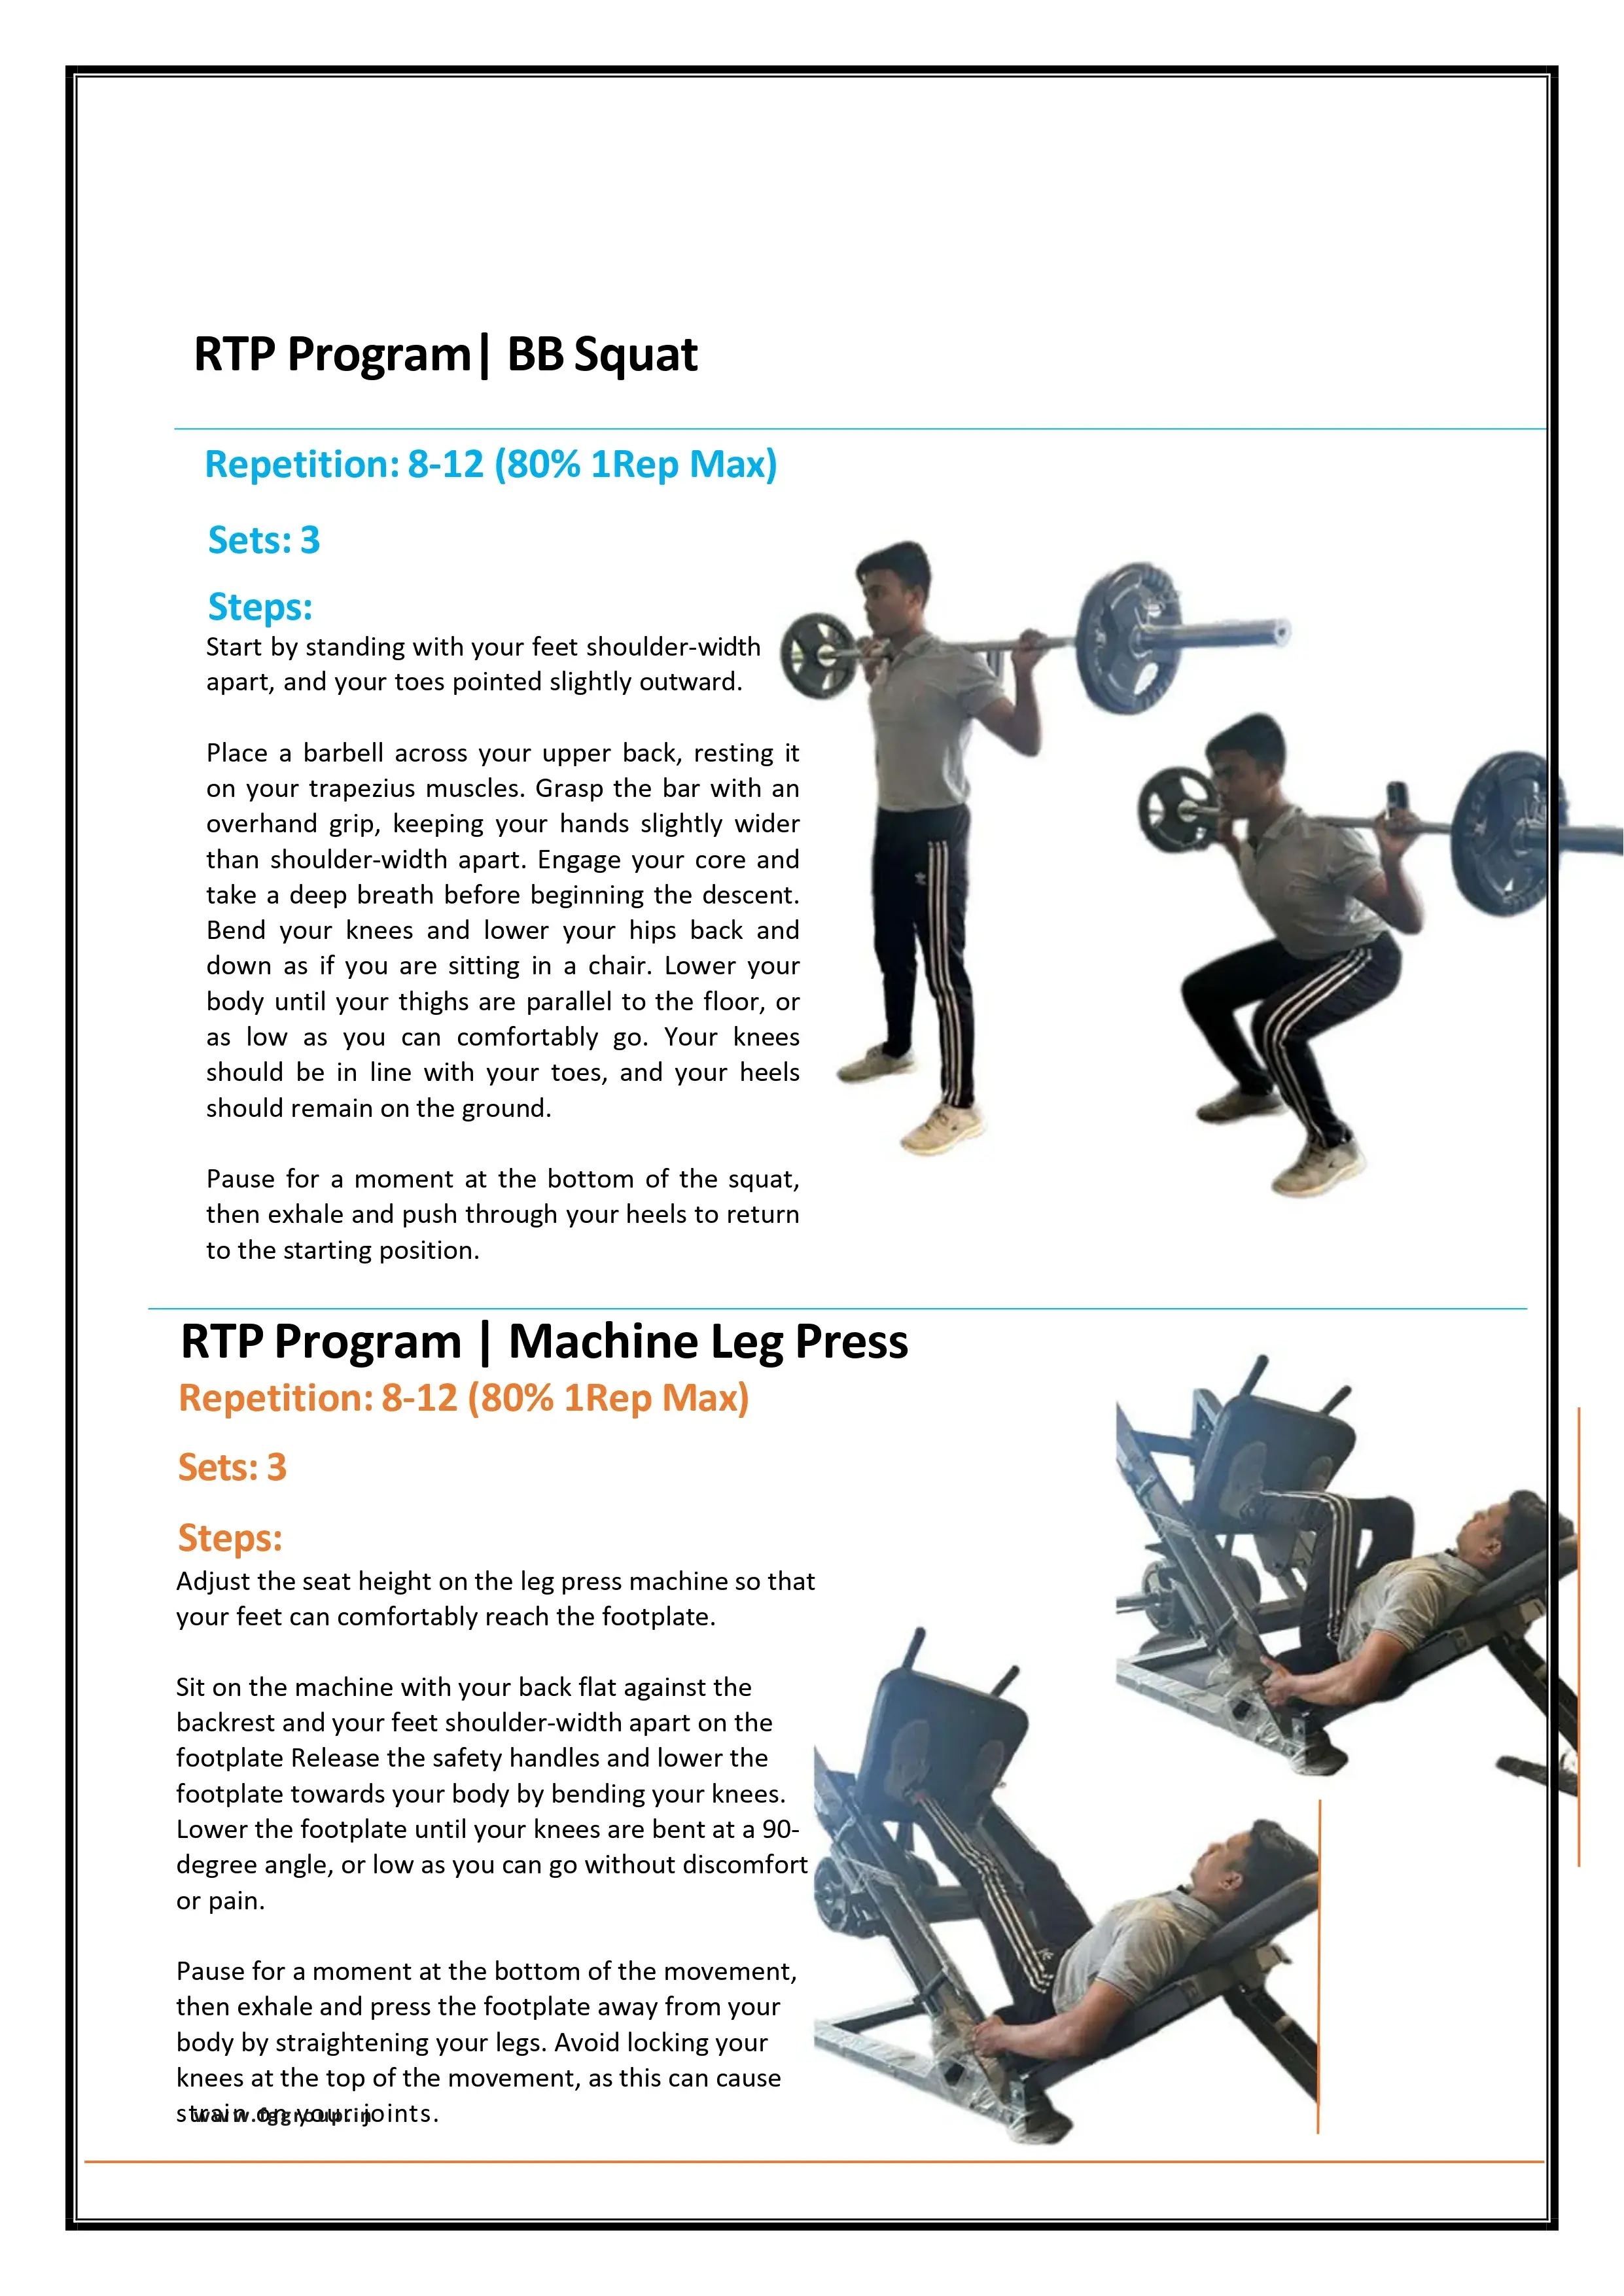 RTP Program| BB Squat
Repetition: 8-12 (80% 1Rep Max)
Sets: 3
Steps:
Start by standing with your feet shoulder-width
apart, and your toes pointed slightly outward.
Place a barbell across your upper back, resting it
on your trapezius muscles. Grasp the bar with an
overhand grip, keeping your hands slightly wider
than shoulder-width apart. Engage your core and
take a deep breath before beginning the descent.
Bend your knees and lower your hips back and
down as if you are sitting in a chair. Lower your
body until your thighs are parallel to the floor, or
as low as you can comfortably go. Your knees
should be in line with your toes, and your heels
should remain on the ground.
Pause for a moment at the bottom of the squat,
then exhale and push through your heels to return
to the starting position.
RTP Program | Machine Leg Press
Repetition: 8-12 (80% 1Rep Max)
Sets: 3
Steps:
Adjust the seat height on the leg press machine so that
your feet can comfortably reach the footplate.
Sit on the machine with your back flat against the
backrest and your feet shoulder-width apart on the
footplate Release the safety handles and lower the
footplate towards your body by bending your knees.
Lower the footplate until your knees are bent at a 90-
degree angle, or low as you can go without discomfort
or pain.
Pause for a moment at the bottom of the movement,
then exhale and press the footplate away from your
body by straightening your legs. Avoid locking your
knees at the top of the movement, as this can cause
strain on your joints.